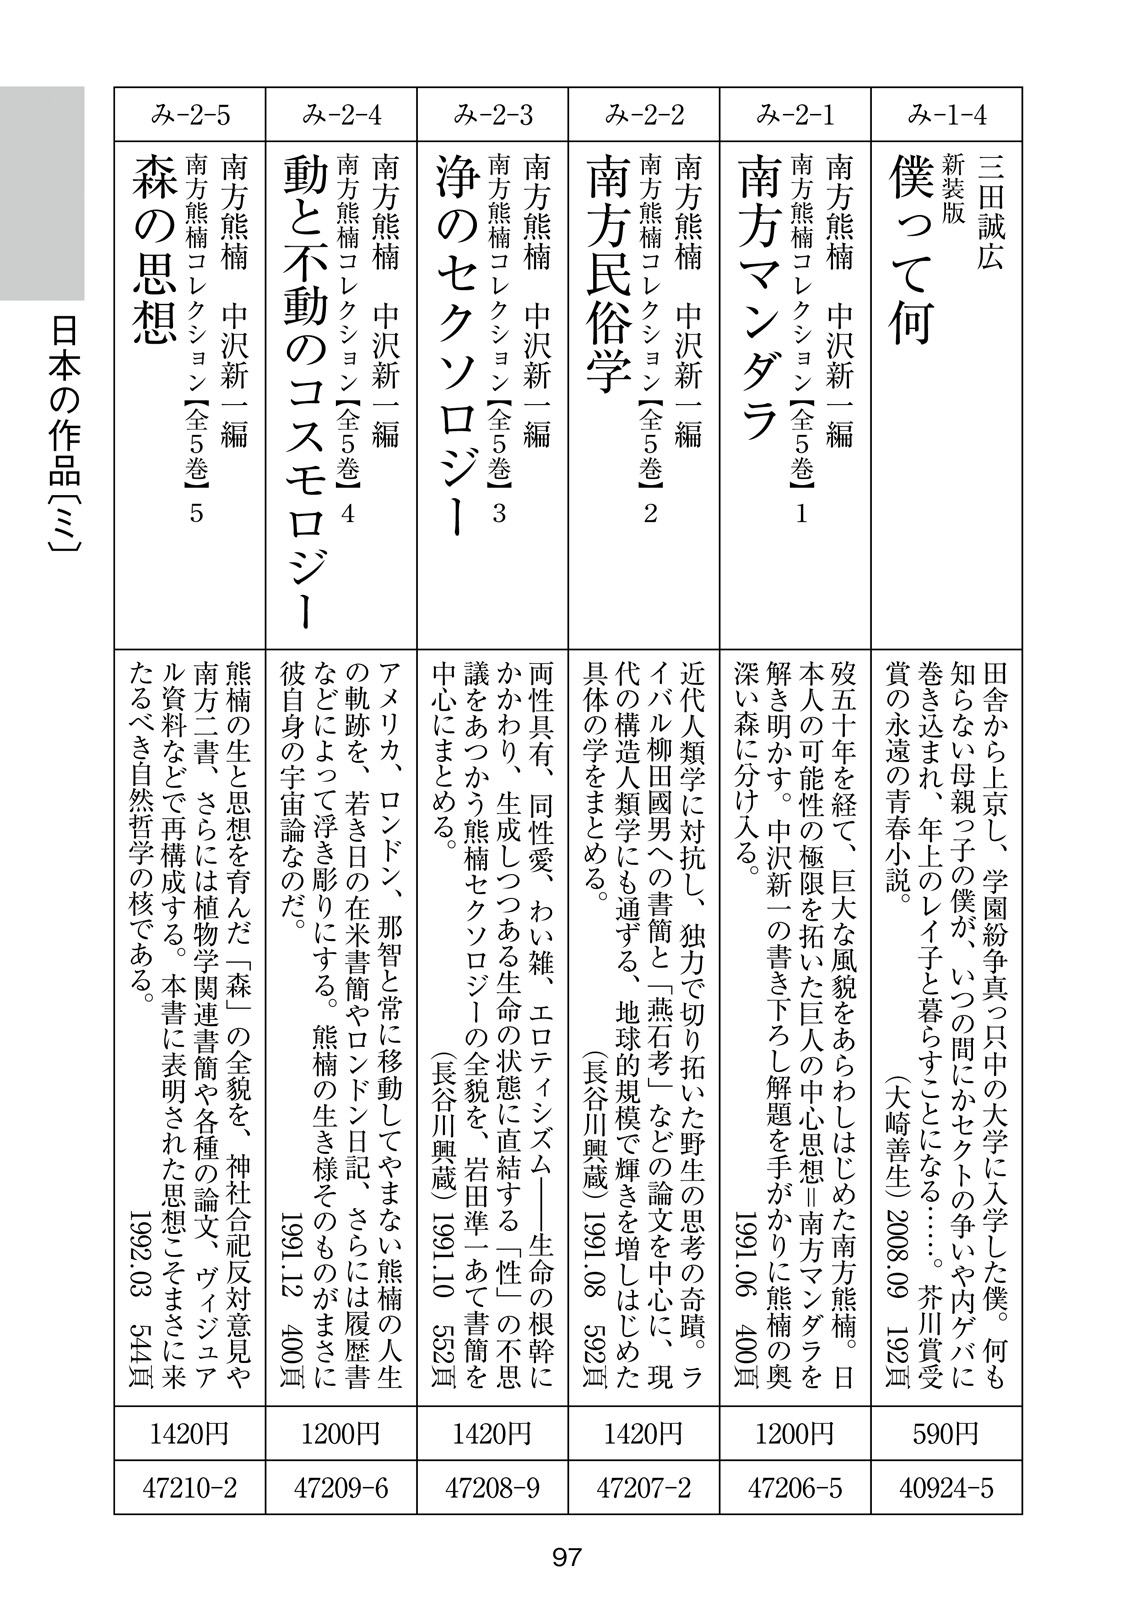 み-1-4
三田誠広
新装版
僕って何
田舎から上京し、学園紛争真っ只中の大学に入学した僕。何も
知らない母親っ子の僕が、いつの間にかセクトの争いや内ゲバに
巻き込まれ、年上のレイ子と暮らすことになる……。芥川賞受
賞の永遠の青春小説。
(大崎善生) 2008.09 192頁
590円
40924-5
み-2-1
南方熊楠 中沢新一編
南方熊楠コレクション【全5巻】1
南方マンダラ
歿五十年を経て、巨大な風貌をあらわしはじめた南方熊楠。日
本人の可能性の極限を拓いた巨人の中心思想＝南方マンダラを
解き明かす。中沢新一の書き下ろし解題を手がかりに熊楠の奥
深い森に分け入る。
1991.06 400頁
1200円
47206-5
み-2-2
南方熊楠 中沢新一編
南方熊楠コレクション【全5巻】2
南方民俗学
近代人類学に対抗し、独力で切り拓いた野生の思考の奇蹟。ラ
イバル柳田國男への書簡と「燕石考」などの論文を中心に、現
代の構造人類学にも通ずる、地球的規模で輝きを増しはじめた
具体の学をまとめる。
(長谷川興蔵) 1991.08 592頁
1420円
47207-2
み-2-3
南方熊楠 中沢新一編
南方熊楠コレクション【全5巻】3
浄のセクソロジー
両性具有、同性愛、わい雑、エロティシズム――生命の根幹に
かかわり、生成しつつある生命の状態に直結する「性」の不思
議をあつかう熊楠セクソロジーの全貌を、岩田準一あて書簡を
中心にまとめる。
(長谷川興蔵) 1991.10 552頁
1420円
47208-9
み-2-4
南方熊楠 中沢新一編
南方熊楠コレクション【全5巻】4
動と不動のコスモロジー
アメリカ、ロンドン、那智と常に移動してやまない熊楠の人生
の軌跡を、若き日の在米書簡やロンドン日記、さらには履歴書
などによって浮き彫りにする。熊楠の生き様そのものがまさに
彼自身の宇宙論なのだ。
1991.12 400頁
1200円
47209-6
み-2-5
南方熊楠 中沢新一編
南方熊楠コレクション【全5巻】5
森の思想
熊楠の生と思想を育んだ「森」の全貌を、神社合祀反対意見や
南方二書、さらには植物学関連書簡や各種の論文、ヴィジュア
ル資料などで再構成する。本書に表明された思想こそまさに来
たるべき自然哲学の核である。
1992.03 544頁
1420円
47210-2
日本の作品〔ミ〕
97